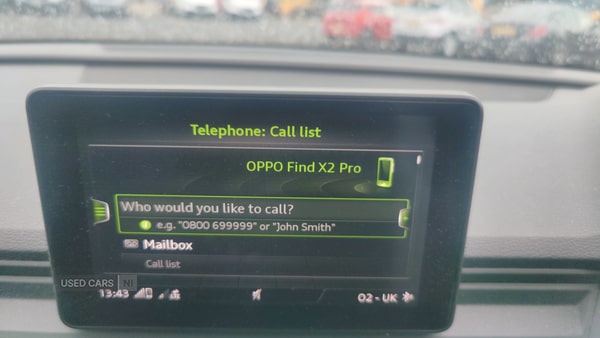 Telephone: Call list
OPPO Find X2 Pro
Who would you like to call?
e.g. "0800 699999" or "John Smith"
Mailbox
Call list
USED CARS NI
13:43
O2 - UK